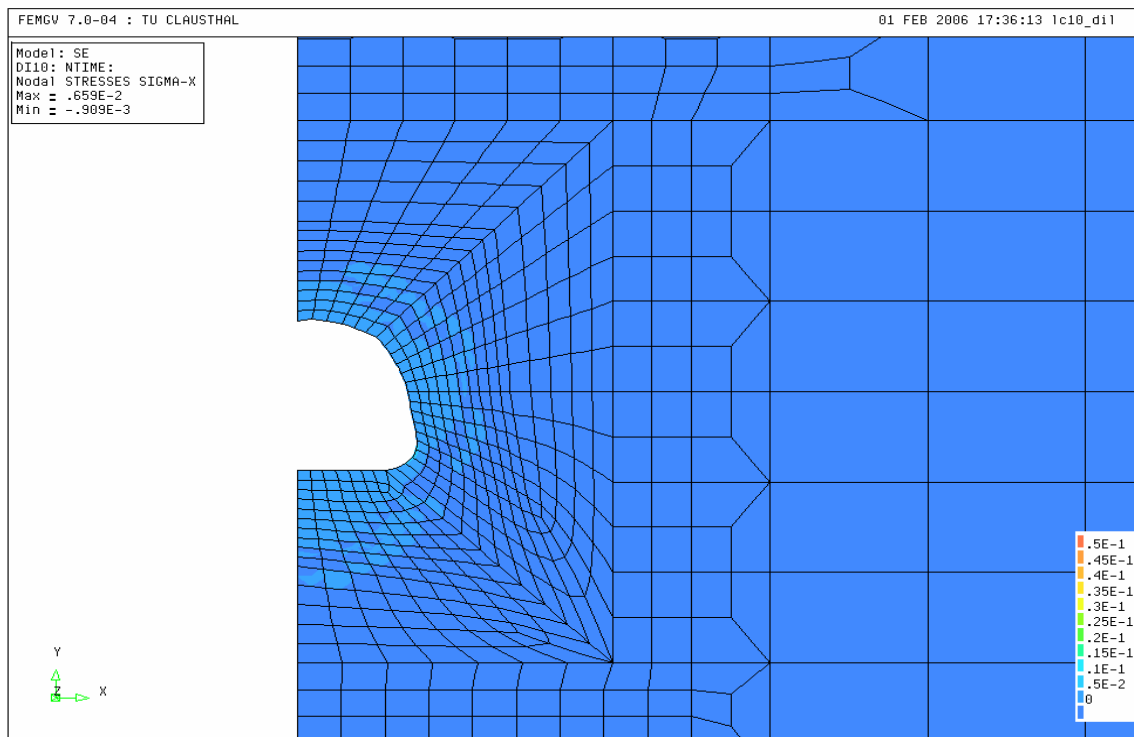 FEMGV 7.0-04 : TU CLAUSTHAL
01 FEB 2006 17:36:13 lc10_dil
Model: SE
DI10: NTIME:
Nodal STRESSES SIGMA-X
Max = .659E-2
Min = -.909E-3
.5E-1
.45E-1
.4E-1
.35E-1
.3E-1
.25E-1
.2E-1
.15E-1
.1E-1
.5E-2
0
Y
Z X